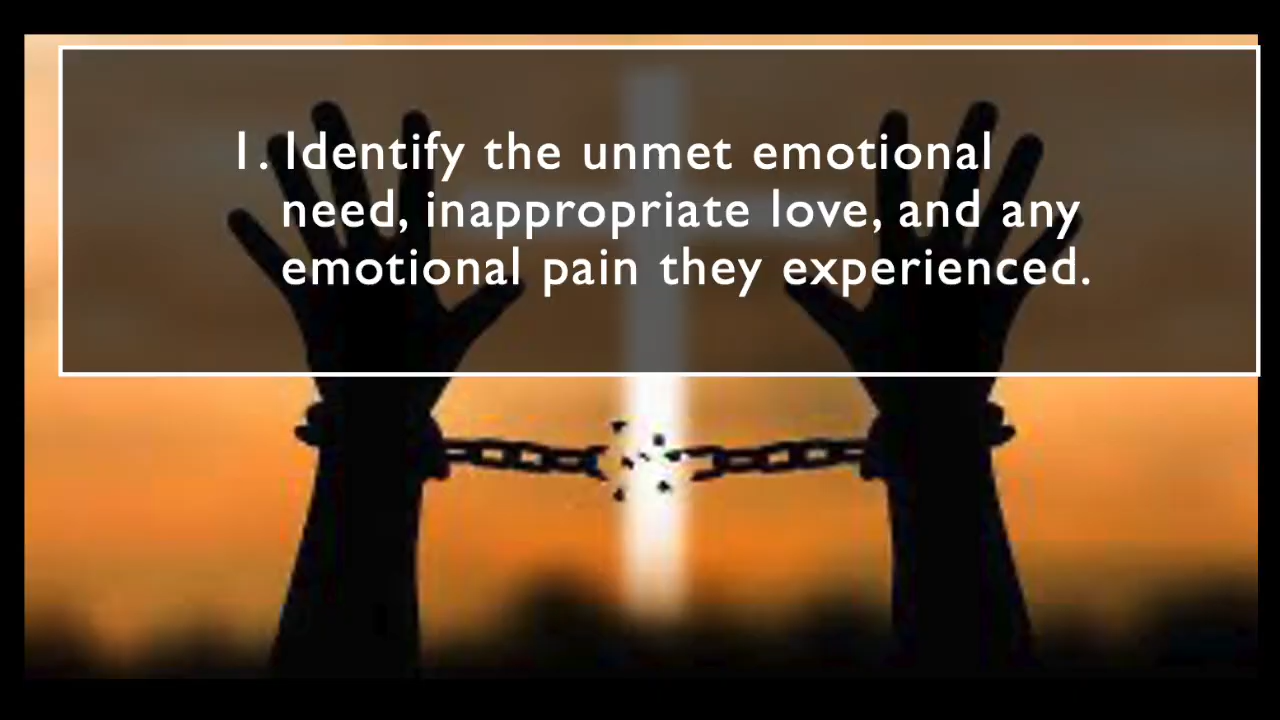 1. Identify the unmet emotional
need, inappropriate love, and any
emotional pain they experienced.